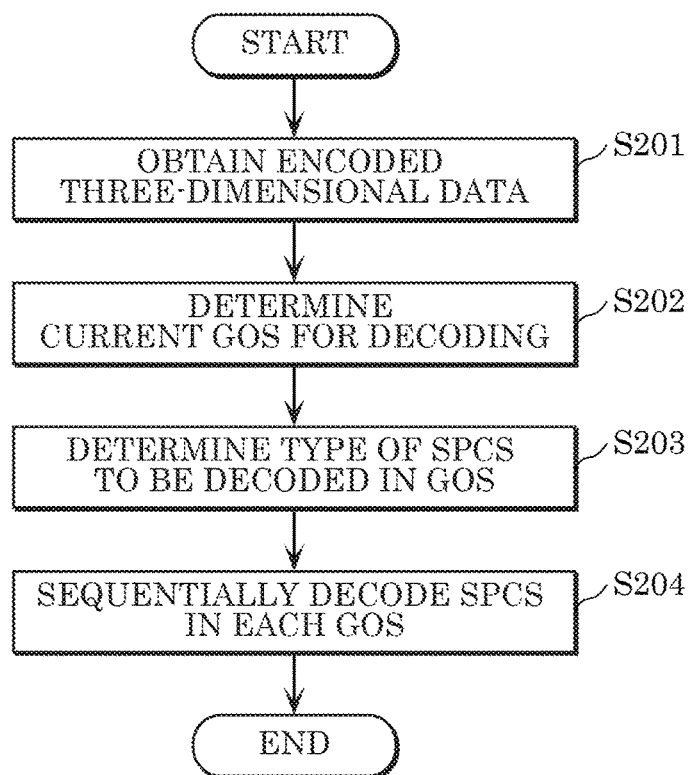 START
OBTAIN ENCODED
THREE-DIMENSIONAL DATA
S201
DETERMINE
CURRENT GOS FOR DECODING
S202
DETERMINE TYPE OF SPCS
TO BE DECODED IN GOS
S203
SEQUENTIALLY DECODE SPCS
IN EACH GOS
S204
END